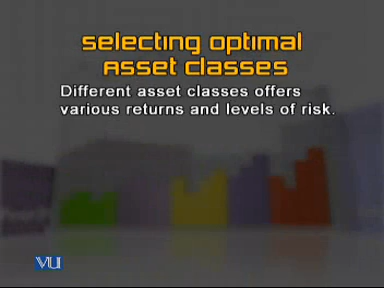 selecting optimal
Asset classes
Different asset classes offers
various returns and levels of risk.
VU